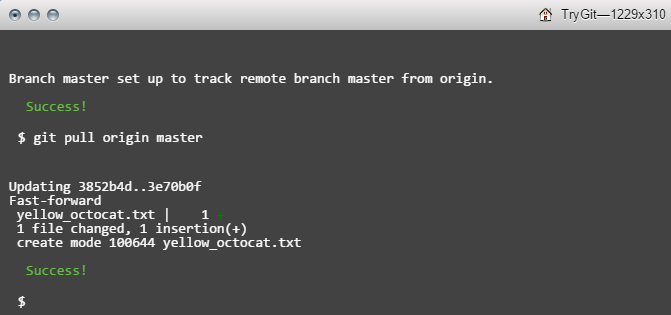 TryGit—1229x310
Branch master set up to track remote branch master from origin.
Success!
$ git pull origin master
Updating 3852b4d..3e70b0f
Fast-forward
yellow_octocat.txt |    1 +
1 file changed, 1 insertion(+)
create mode 100644 yellow_octocat.txt
Success!
$